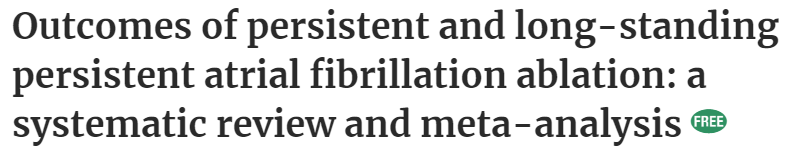 Outcomes of persistent and long-standing
persistent atrial fibrillation ablation: a
systematic review and meta-analysis FREE